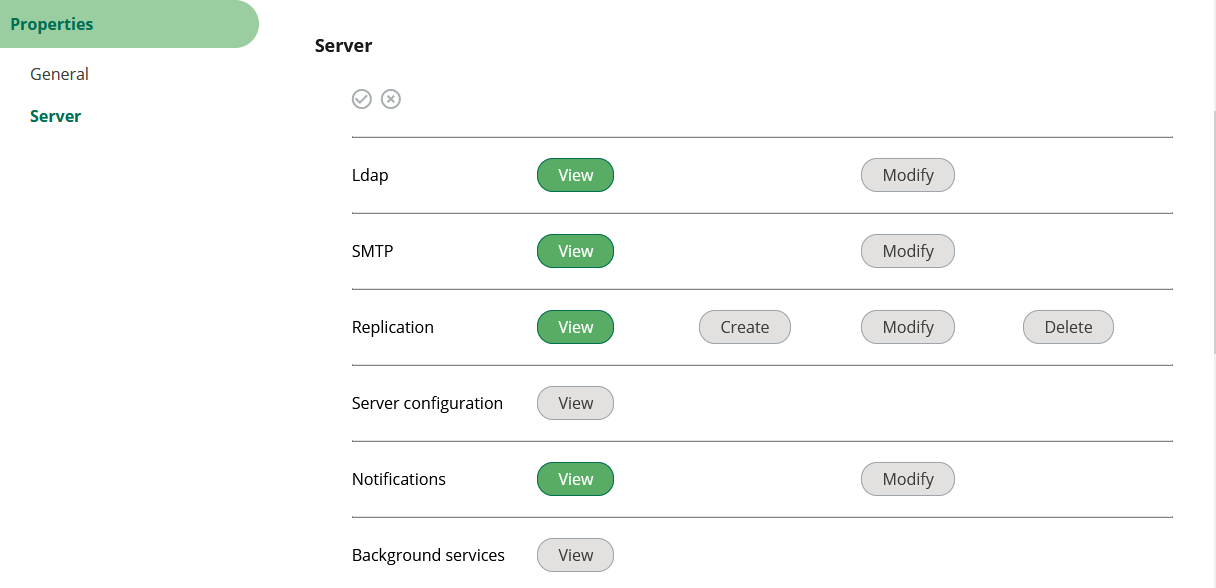 Properties
General
Server
Server
Ldap View Modify
SMTP View Modify
Replication View Create Modify Delete
Server configuration View
Notifications View Modify
Background services View